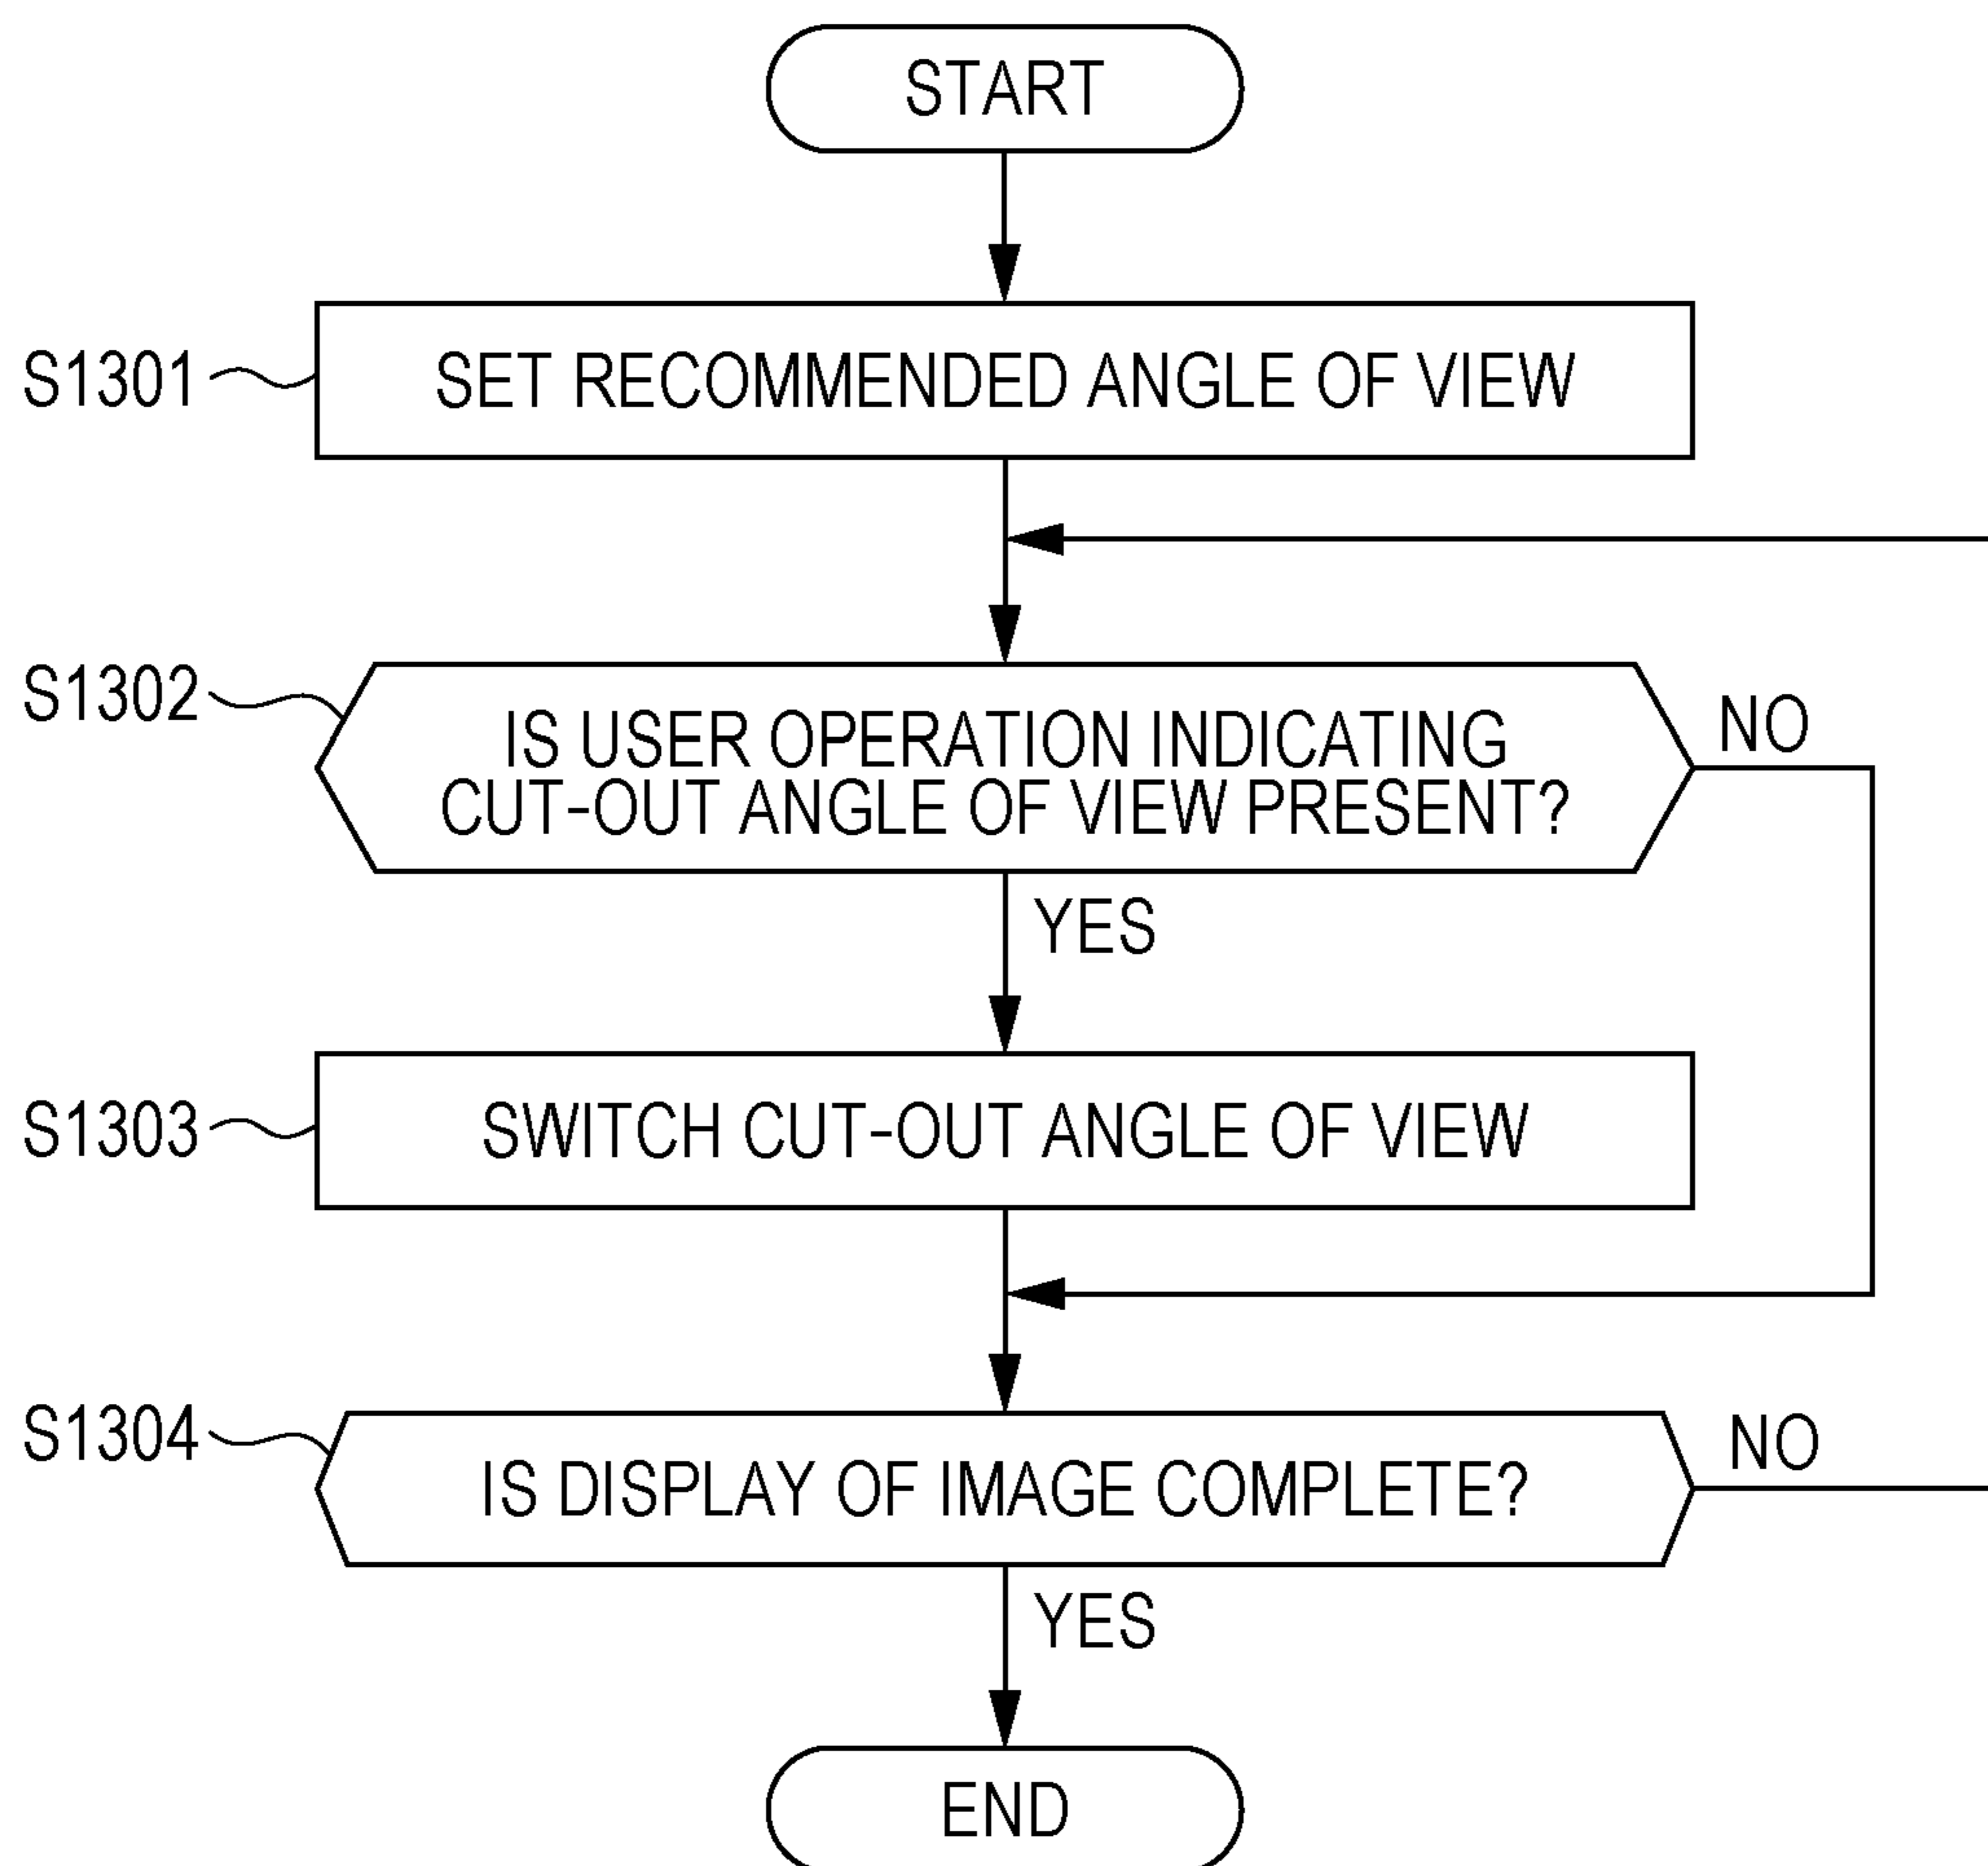 START
S1301
SET RECOMMENDED ANGLE OF VIEW
S1302
IS USER OPERATION INDICATING
CUT-OUT ANGLE OF VIEW PRESENT?
NO
YES
S1303
SWITCH CUT-OUT ANGLE OF VIEW
S1304
IS DISPLAY OF IMAGE COMPLETE?
NO
YES
END